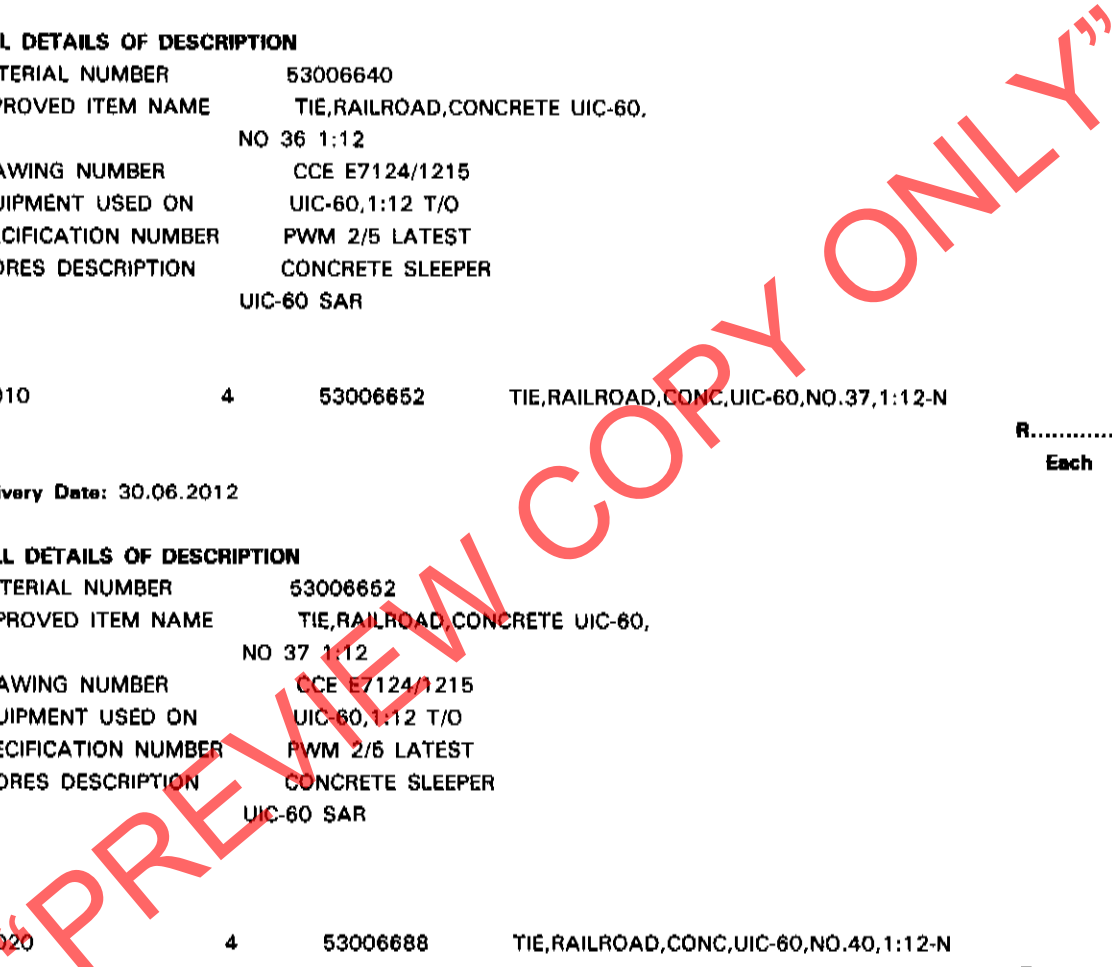 L DETAILS OF DESCRIPTION
TERIAL NUMBER 53006640
PROVED ITEM NAME TIE,RAILROAD,CONCRETE UIC-60,
NO 36 1:12
AWING NUMBER CCE E7124/1215
UIPMENT USED ON UIC-60,1:12 T/O
ECIFICATION NUMBER PWM 2/5 LATEST
ORES DESCRIPTION CONCRETE SLEEPER
UIC-60 SAR
010 4 53006652 TIE,RAILROAD,CONC,UIC-60,NO.37,1:12-N
R............
Each
ivery Date: 30.06.2012
LL DETAILS OF DESCRIPTION
TERIAL NUMBER 53006652
PROVED ITEM NAME TIE,RAILROAD,CONCRETE UIC-60,
NO 37 1:12
AWING NUMBER CCE E7124/1215
UIPMENT USED ON UIC-60,1:12 T/O
ECIFICATION NUMBER PWM 2/5 LATEST
ORES DESCRIPTION CONCRETE SLEEPER
UIC-60 SAR
020 4 53006688 TIE,RAILROAD,CONC,UIC-60,NO.40,1:12-N
“PREVIEW COPY ONLY”